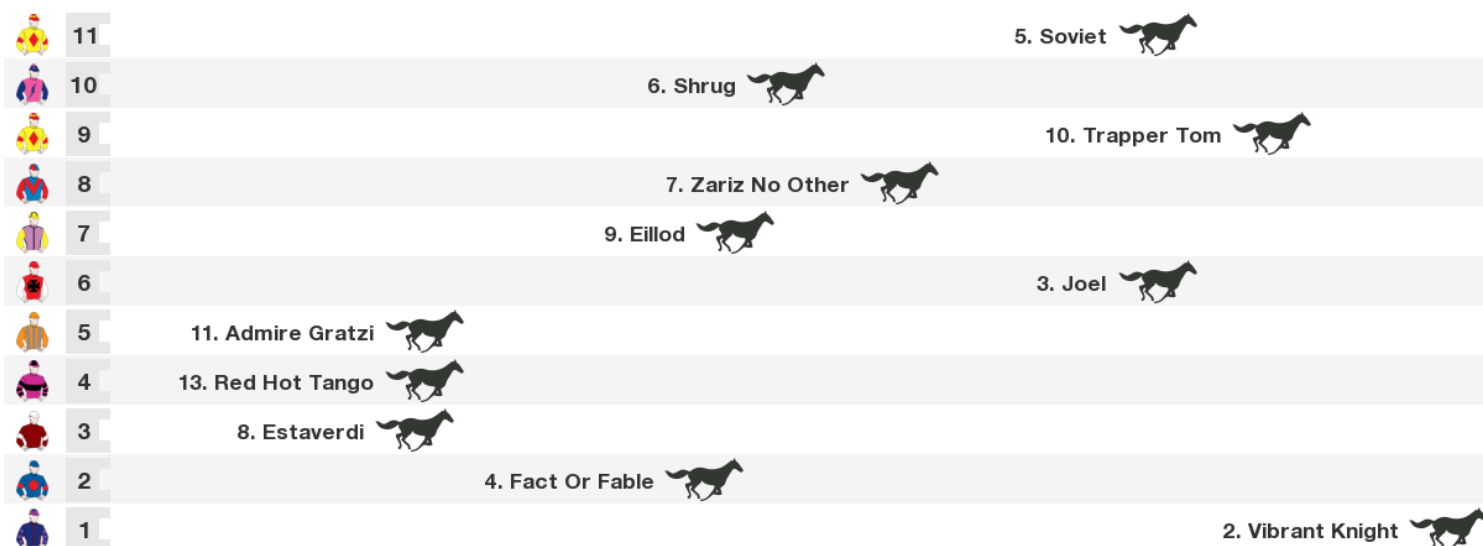 11 5. Soviet
10 6. Shrug
9 10. Trapper Tom
8 7. Zariz No Other
7 9. Eillod
6 3. Joel
5 11. Admire Gratzi
4 13. Red Hot Tango
3 8. Estaverdi
2 4. Fact Or Fable
1 2. Vibrant Knight